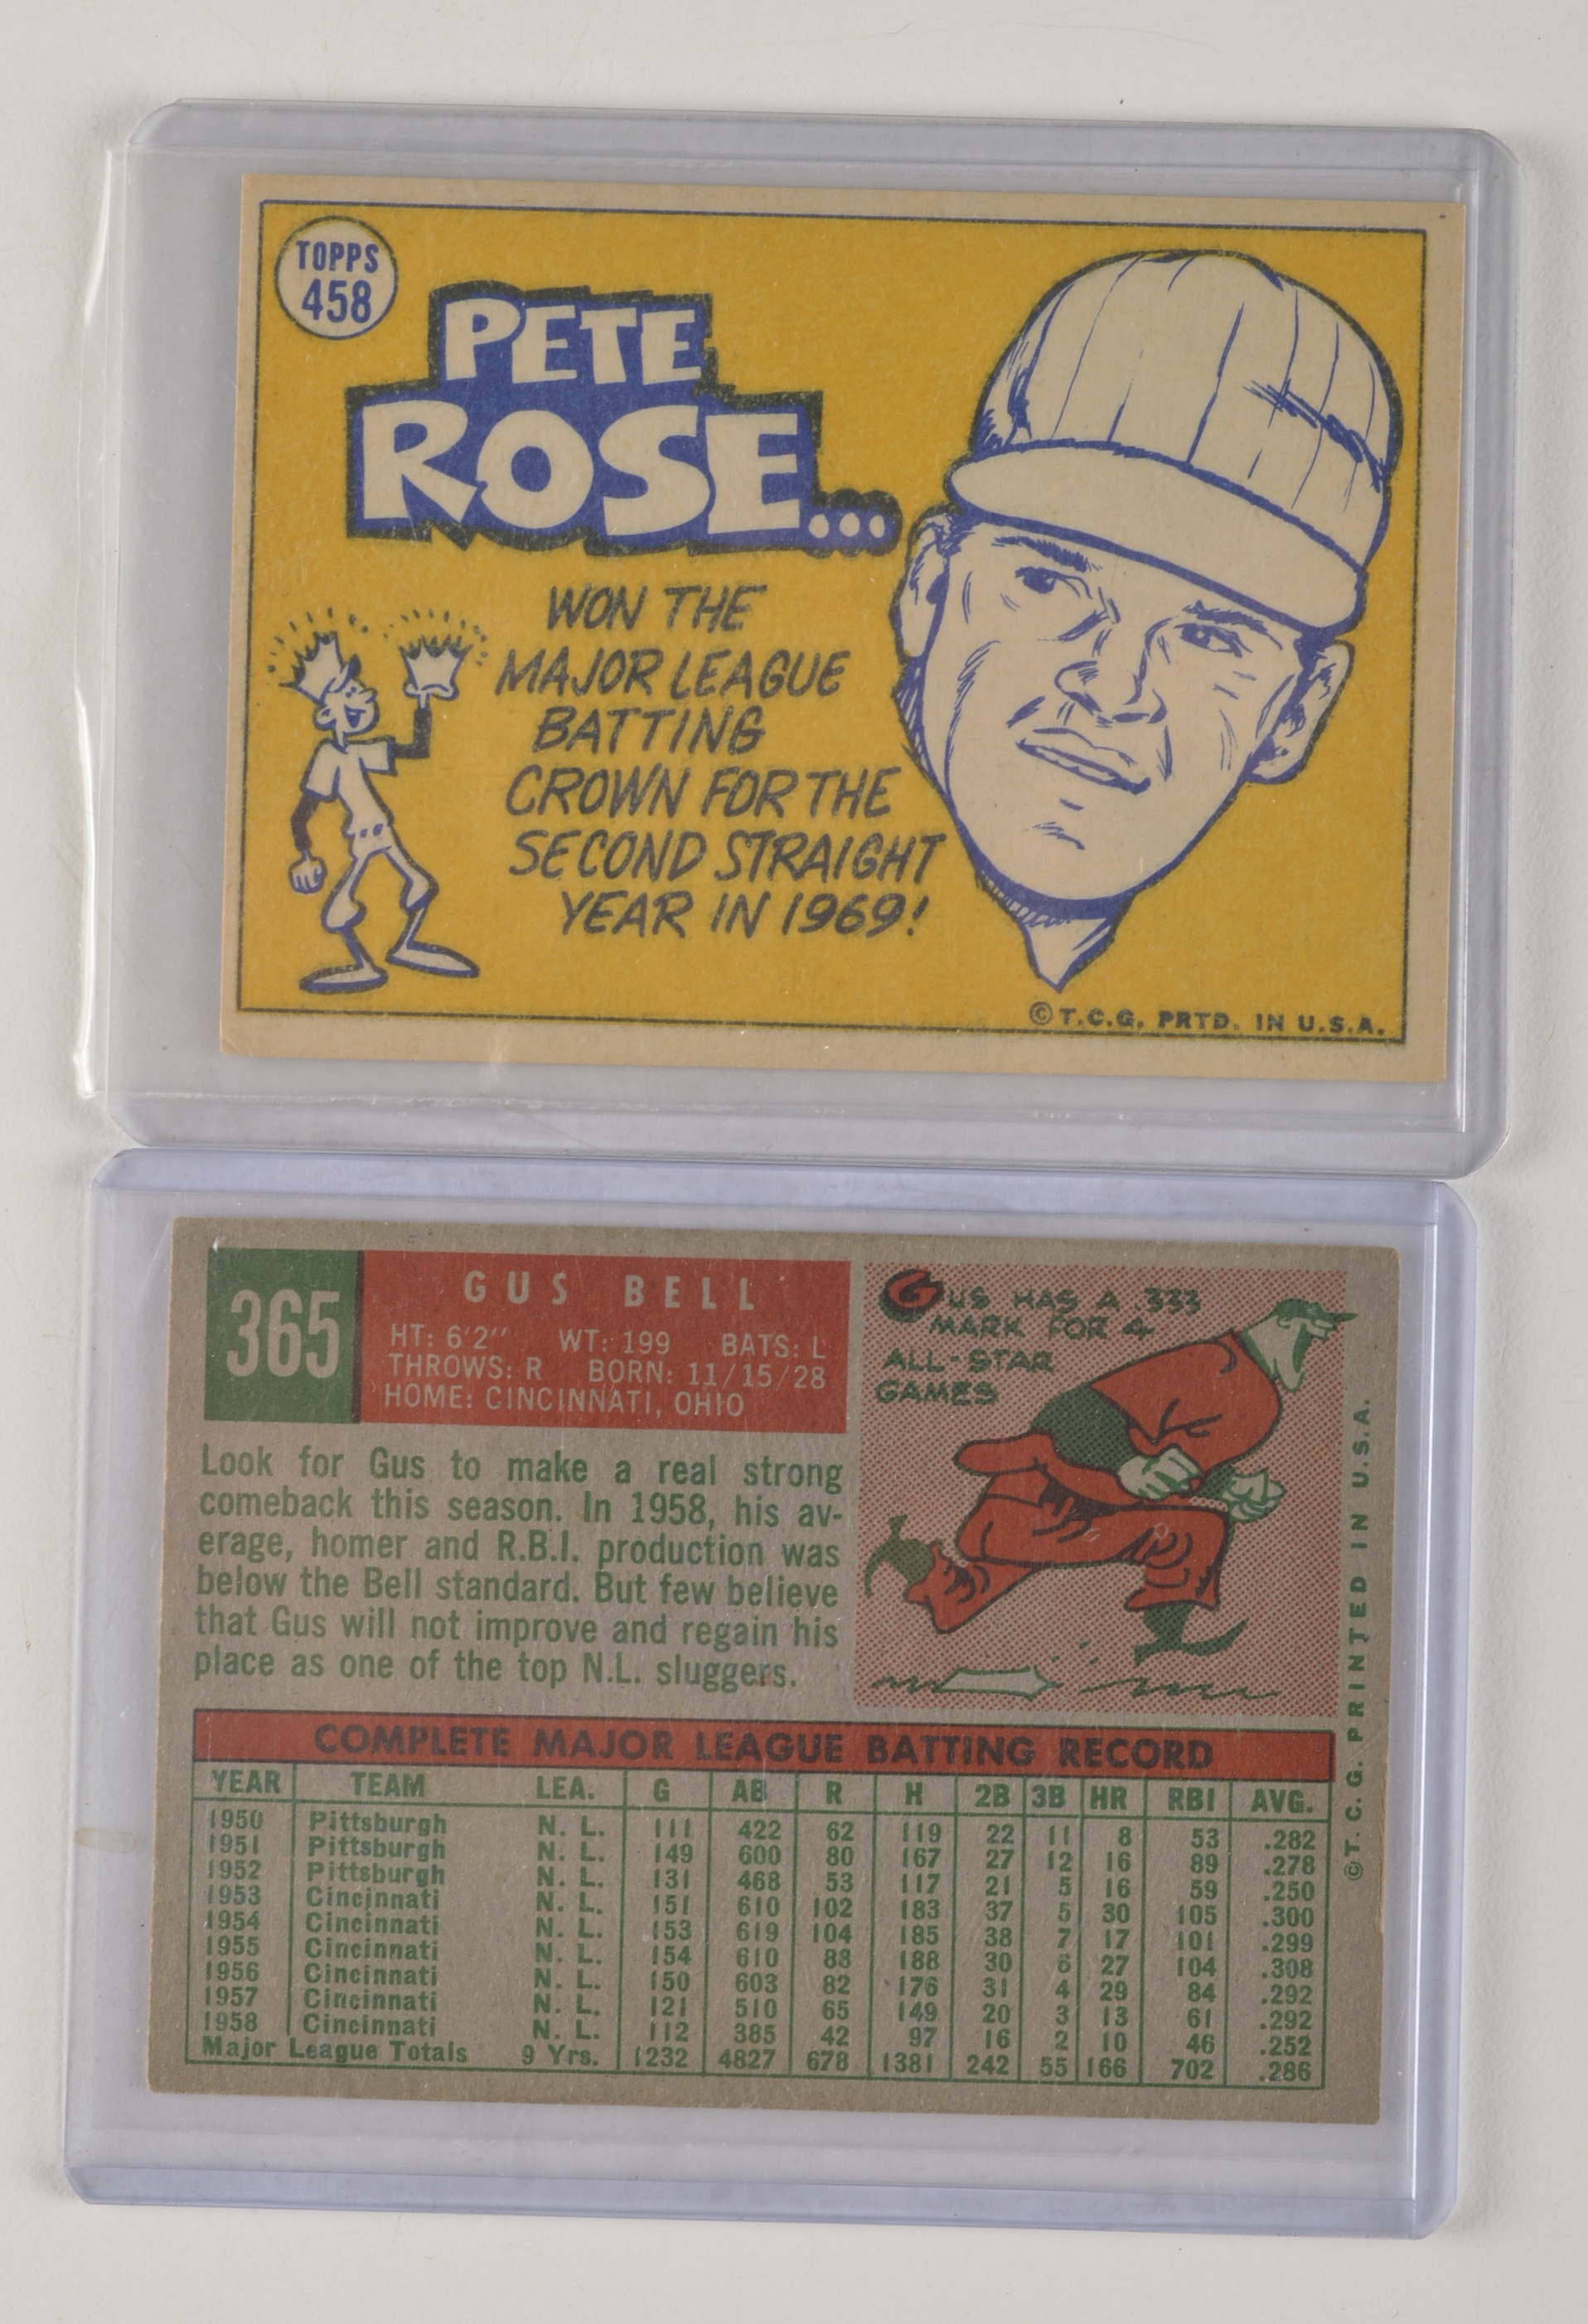 TOPPS
458
PETE
ROSE...
WON THE
MAJOR LEAGUE
BATTING
CROWN FOR THE
SECOND STRAIGHT
YEAR IN 1969!
© T.C.G. PRTD. IN U.S.A.
365
GUS BELL
HT: 6'2" WT: 199 BATS: L
THROWS: R BORN: 11/15/28
HOME: CINCINNATI, OHIO
GUS HAS A .333
MARK FOR 4
ALL-STAR
GAMES
Look for Gus to make a real strong
comeback this season. In 1958, his av-
erage, homer and R.B.I. production was
below the Bell standard. But few believe
that Gus will not improve and regain his
place as one of the top N.L. sluggers.
© T. C. G. PRINTED IN U.S.A.
COMPLETE MAJOR LEAGUE BATTING RECORD
YEAR TEAM LEA. G AB R H 2B 3B HR RBI AVG.
1950 Pittsburgh N. L. 111 422 62 119 22 11 8 53 .282
1951 Pittsburgh N. L. 149 600 80 167 27 12 16 89 .278
1952 Pittsburgh N. L. 131 468 53 117 21 5 16 59 .250
1953 Cincinnati N. L. 151 610 102 183 37 5 30 105 .300
1954 Cincinnati N. L. 153 619 104 185 38 7 17 101 .299
1955 Cincinnati N. L. 154 610 88 188 30 6 27 104 .308
1956 Cincinnati N. L. 150 603 82 176 31 4 29 84 .292
1957 Cincinnati N. L. 121 510 65 149 20 3 13 61 .292
1958 Cincinnati N. L. 112 385 42 97 16 2 10 46 .252
Major League Totals 9 Yrs. 1232 4827 678 1381 242 55 166 702 .286